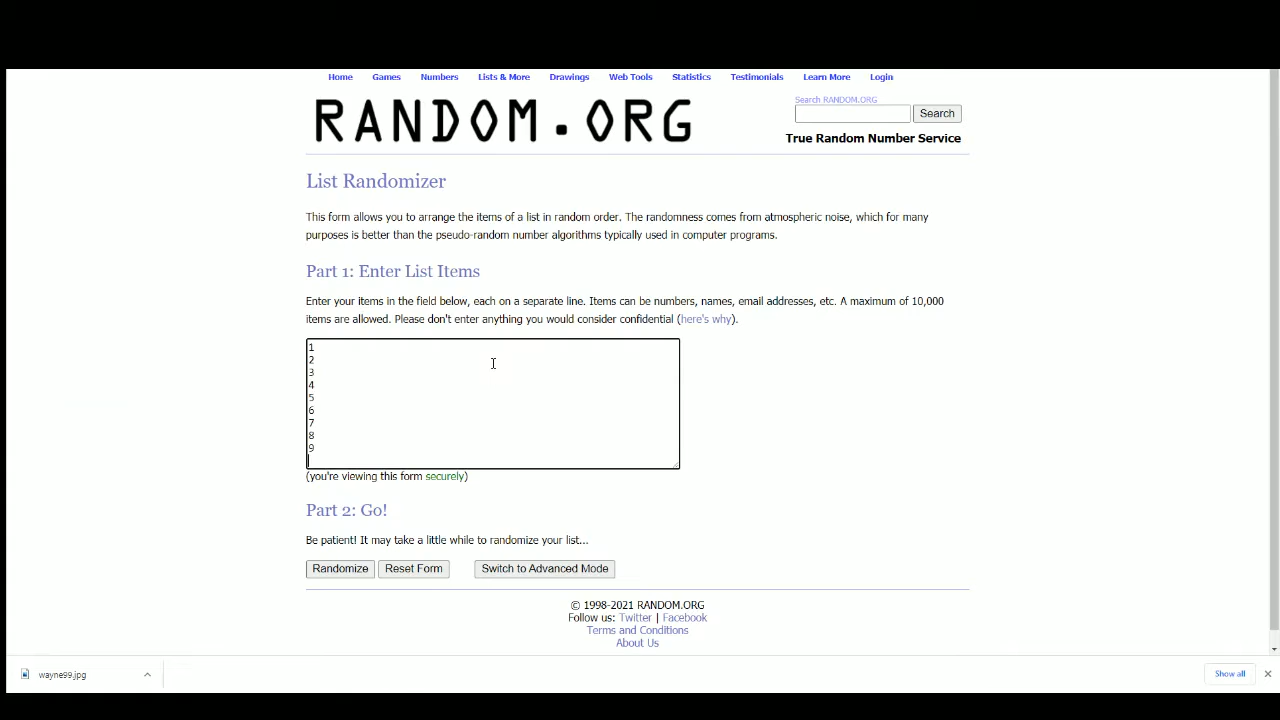 Home Games Numbers Lists & More Drawings Web Tools Statistics Testimonials Learn More Login
RANDOM.ORG
Search RANDOM.ORG
Search
True Random Number Service
List Randomizer
This form allows you to arrange the items of a list in random order. The randomness comes from atmospheric noise, which for many
purposes is better than the pseudo-random number algorithms typically used in computer programs.
Part 1: Enter List Items
Enter your items in the field below, each on a separate line. Items can be numbers, names, email addresses, etc. A maximum of 10,000
items are allowed. Please don't enter anything you would consider confidential (here's why).
1
2
3
4
5
6
7
8
9
(you're viewing this form securely)
Part 2: Go!
Be patient! It may take a little while to randomize your list...
Randomize Reset Form Switch to Advanced Mode
© 1998-2021 RANDOM.ORG
Follow us: Twitter | Facebook
Terms and Conditions
About Us
wayne99.jpg
Show all